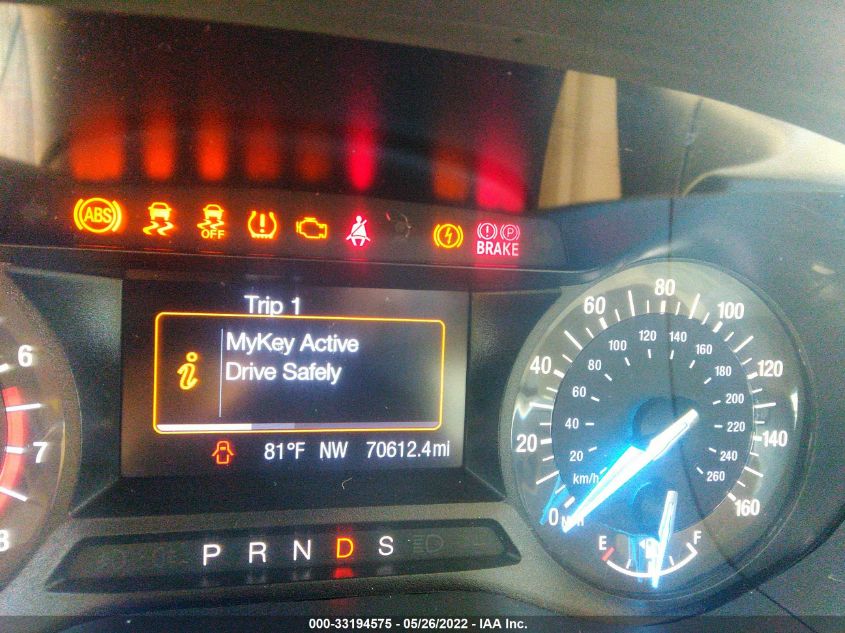 ABS
OFF
BRAKE
P
Trip 1
MyKey Active
Drive Safely
81°F NW 70612.4mi
P R N D S
6
7
8
0 20 40 60 80 100 120 140 160
20 40 60 80 100 120 140 160 180 200 220 240 260
km/h
E F
000-33194575 - 05/26/2022 - IAA Inc.